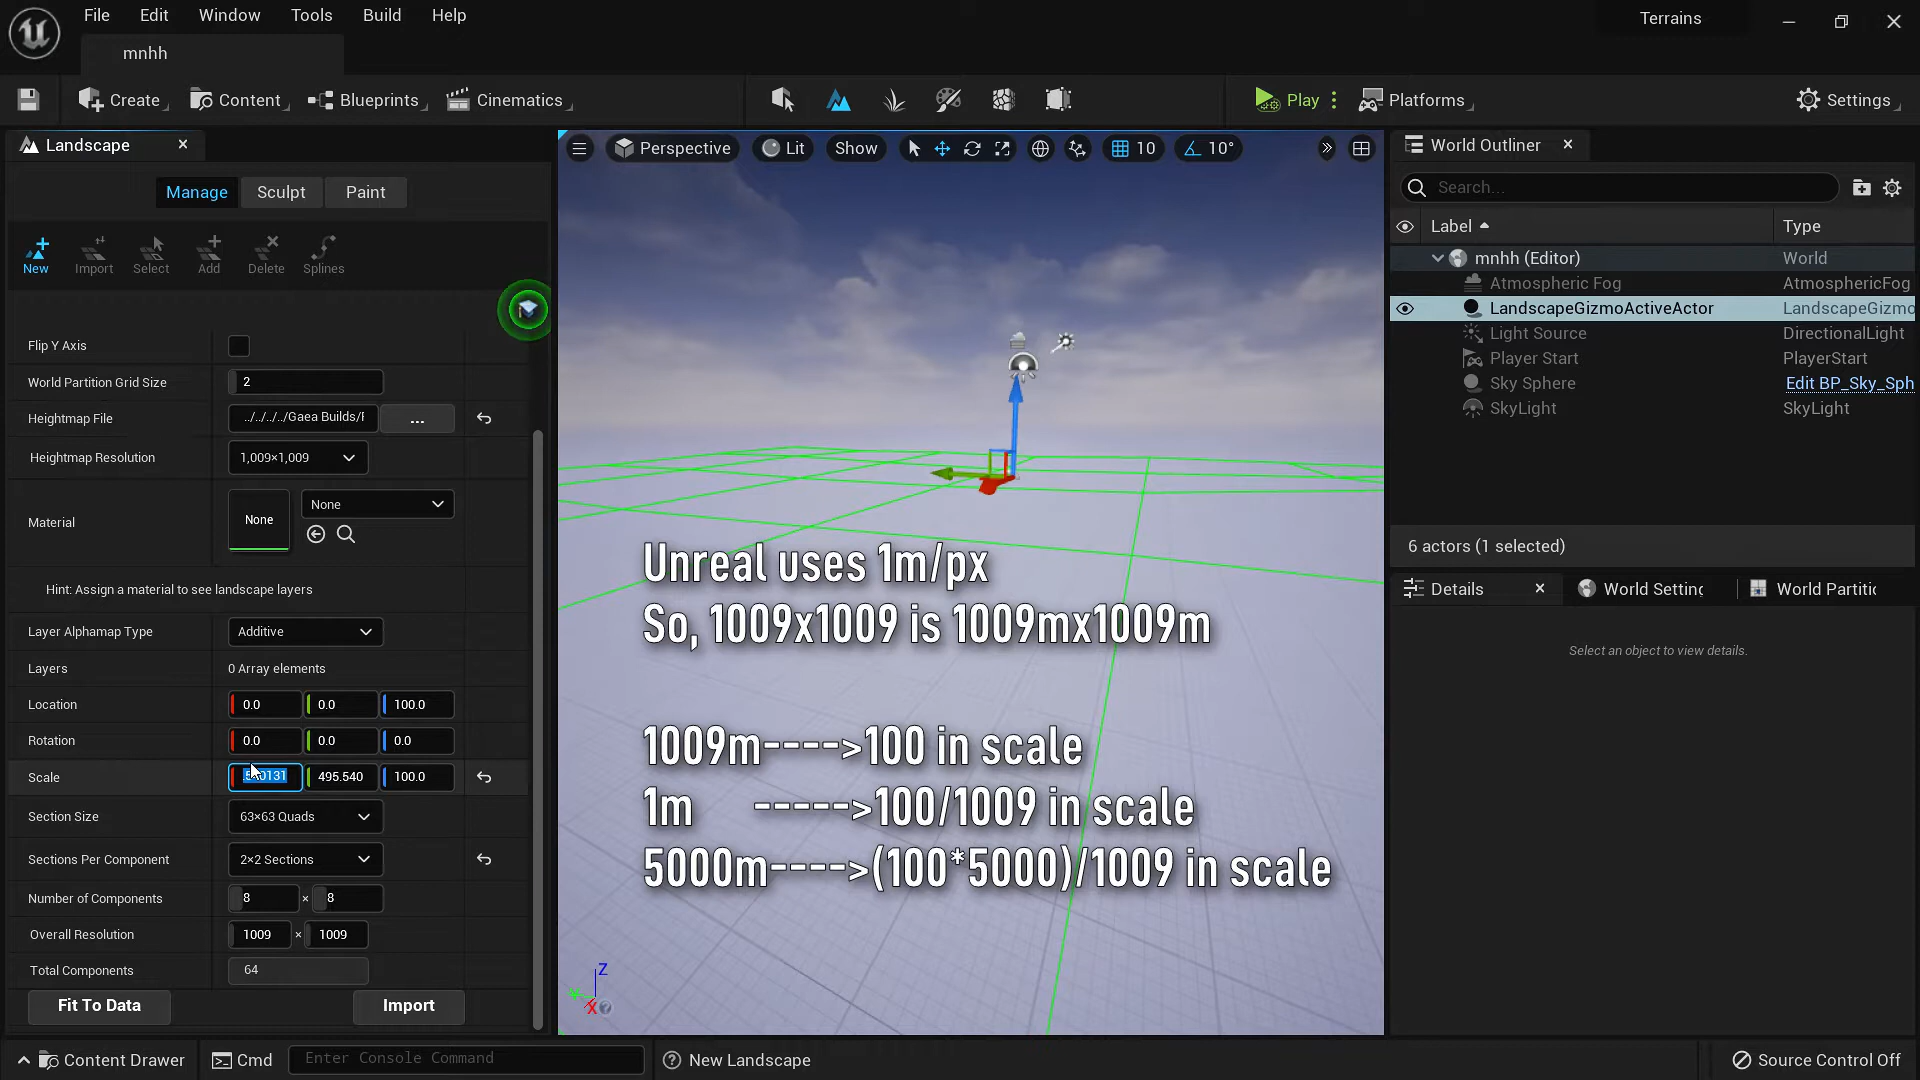 File Edit Window Tools Build Help
Terrains
mnhh
Create Content Blueprints Cinematics
Play Platforms Settings
Landscape
Manage Sculpt Paint
New Import Select Add Delete Splines
Flip Y Axis
World Partition Grid Size 2
Heightmap File ../../../../Gaea Builds/F ...
Heightmap Resolution 1,009×1,009
Material None None
Hint: Assign a material to see landscape layers
Layer Alphamap Type Additive
Layers 0 Array elements
Location 0.0 0.0 100.0
Rotation 0.0 0.0 0.0
Scale 495.540 100.0
Section Size 63×63 Quads
Sections Per Component 2×2 Sections
Number of Components 8 × 8
Overall Resolution 1009 × 1009
Total Components 64
Fit To Data Import
Perspective Lit Show 10 10°
Unreal uses 1m/px
So, 1009x1009 is 1009mx1009m
1009m---->100 in scale
1m ----->100/1009 in scale
5000m---->(100*5000)/1009 in scale
Z
X
World Outliner
Search...
Label Type
mnhh (Editor) World
Atmospheric Fog AtmosphericFog
LandscapeGizmoActiveActor LandscapeGizmo
Light Source DirectionalLight
Player Start PlayerStart
Sky Sphere Edit BP_Sky_Sph
SkyLight SkyLight
6 actors (1 selected)
Details World Setting World Partitic
Select an object to view details.
Content Drawer Cmd Enter Console Command New Landscape Source Control Off